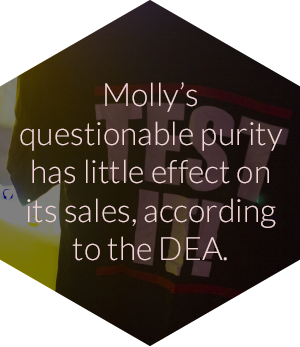 Molly’s
questionable purity
has little effect on
its sales, according
to the DEA.
TEST
IT!